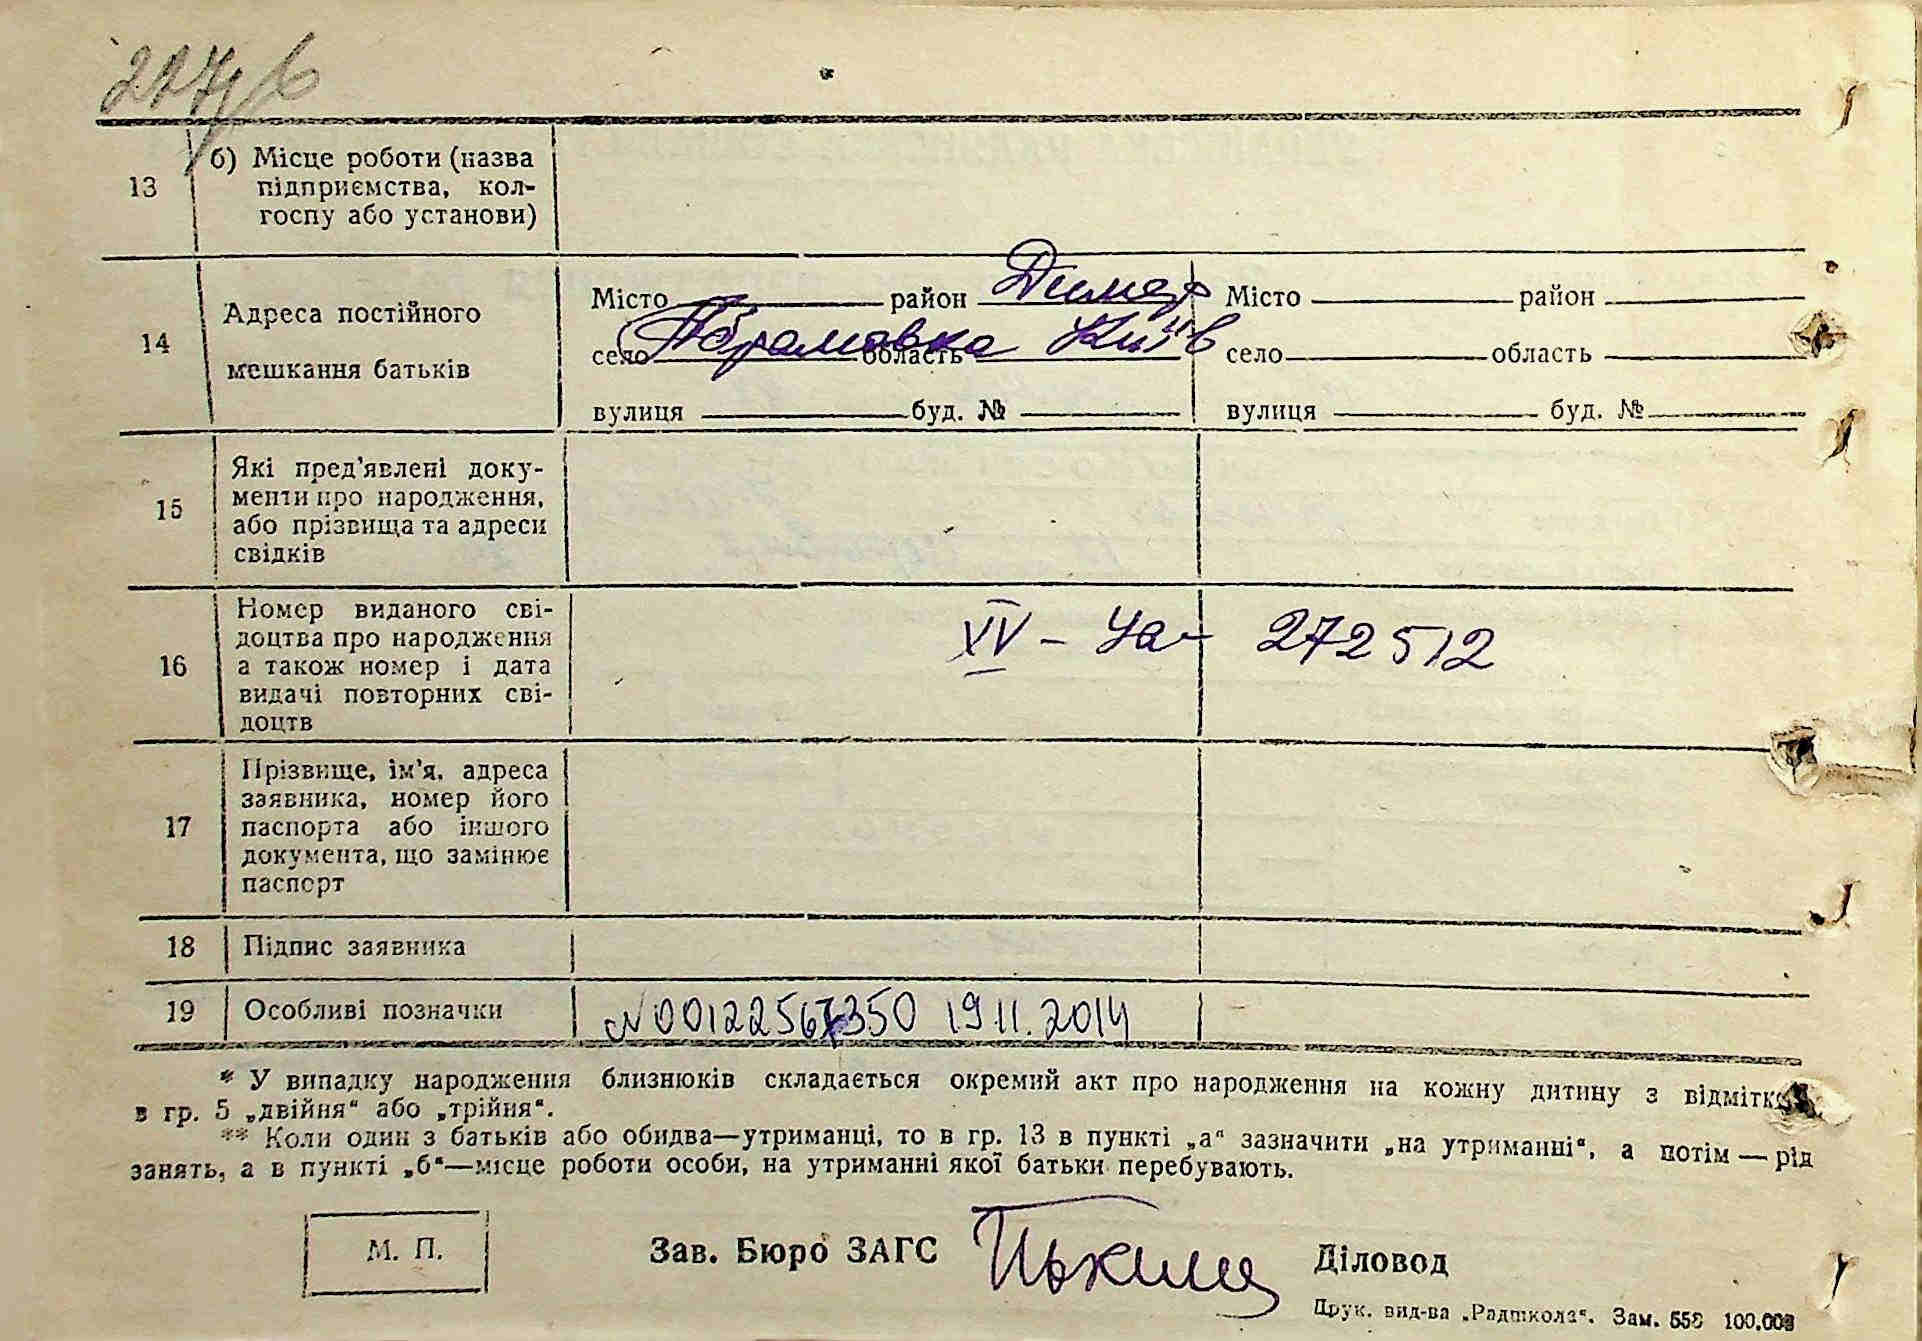 227
13 б) Місце роботи (назва
підприємства, кол-
госпу або установи)
14 Адреса постійного
мешкання батьків
Місто район Димер
село Абрамовка область Київ
вулиця буд. №
Місто район
село область
вулиця буд. №
15 Які пред’явлені доку-
менти про народження,
або прізвища та адреси
свідків
16 Номер виданого сві-
доцтва про народження
а також номер і дата
видачі повторних сві-
доцтв
XV – Уа – 272512
17 Прізвище, ім’я, адреса
заявника, номер його
паспорта або іншого
документа, що замінює
паспорт
18 Підпис заявника
19 Особливі позначки
N 00122567350 19.11.2014
* У випадку народження близнюків складається окремий акт про народження на кожну дитину з відміткою
в гр. 5 „двійня“ або „трійня“.
** Коли один з батьків або обидва—утриманці, то в гр. 13 в пункті „а“ зазначити „на утриманні“, а потім — рід
занять, а в пункті „б“—місце роботи особи, на утриманні якої батьки перебувають.
М. П.
Зав. Бюро ЗАГС
Діловод
Друк. вид-ва „Радшкола“. Зам. 558 100.000